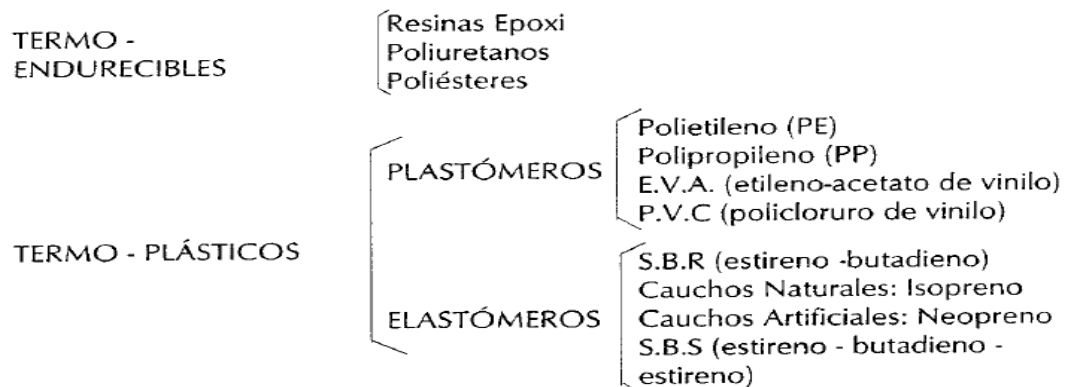 TERMO -
ENDURECIBLES
Resinas Epoxi
Poliuretanos
Poliésteres
TERMO - PLÁSTICOS
PLASTÓMEROS
Polietileno (PE)
Polipropileno (PP)
E.V.A. (etileno-acetato de vinilo)
P.V.C (policloruro de vinilo)
ELASTÓMEROS
S.B.R (estireno -butadieno)
Cauchos Naturales: Isopreno
Cauchos Artificiales: Neopreno
S.B.S (estireno - butadieno -
estireno)